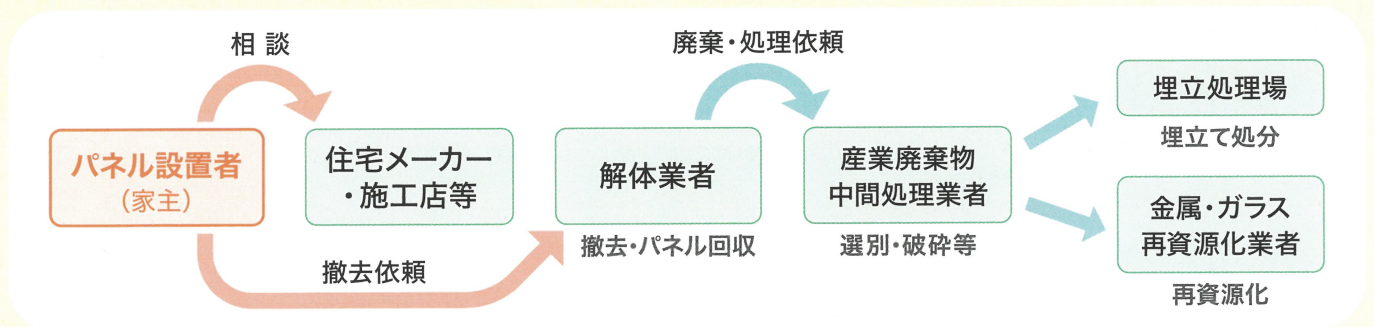 相談
廃棄・処理依頼
パネル設置者
(家主)
住宅メーカー
・施工店等
解体業者
撤去・パネル回収
産業廃棄物
中間処理業者
選別・破砕等
埋立処理場
埋立て処分
金属・ガラス
再資源化業者
再資源化
撤去依頼